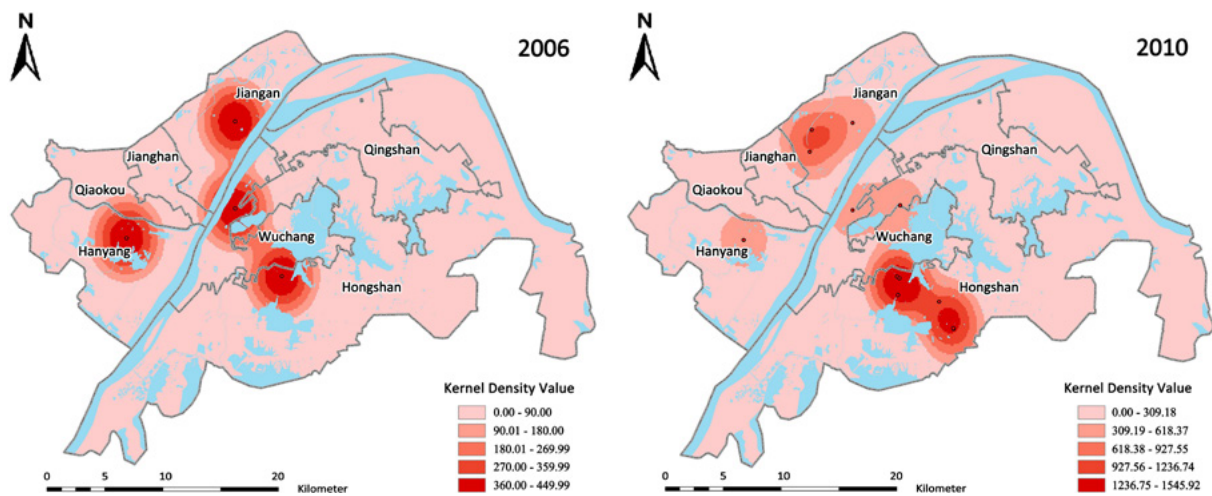 N
2006
Jiangan
Jianghan
Qingshan
Qiaokou
Wuchang
Hanyang
Hongshan
Kernel Density Value
0.00 - 90.00
90.01 - 180.00
180.01 - 269.99
270.00 - 359.99
360.00 - 449.99
0 5 10 20
Kilometer
N
2010
Jiangan
Jianghan
Qingshan
Qiaokou
Wuchang
Hanyang
Hongshan
Kernel Density Value
0.00 - 309.18
309.19 - 618.37
618.38 - 927.55
927.56 - 1236.74
1236.75 - 1545.92
0 5 10 20
Kilometer